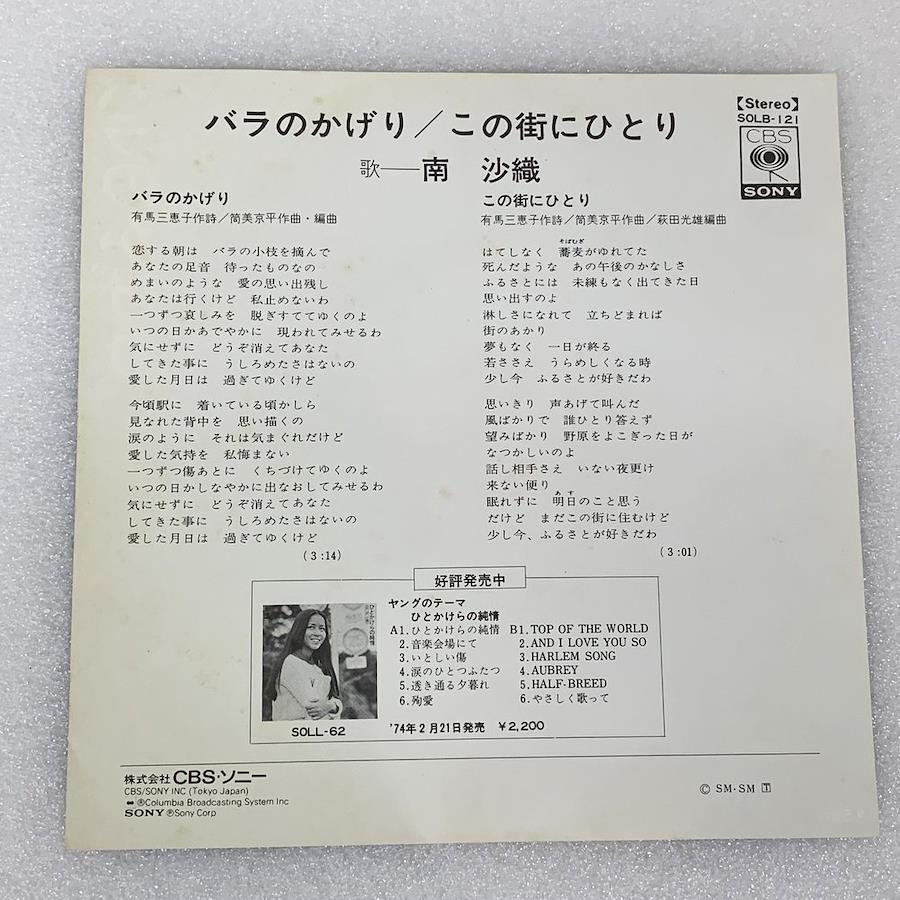 バラのかげり／この街にひとり
歌――南 沙織
【Stereo】
SOLB-121
CBS
SONY
バラのかげり
有馬三恵子作詩／筒美京平作曲・編曲
恋する朝は バラの小枝を摘んで
あなたの足音 待ったものなの
めまいのような 愛の思い出残し
あなたは行くけど 私止めないわ
一つずつ哀しみを 脱ぎすててゆくのよ
いつの日かあでやかに 現われてみせるわ
気にせずに どうぞ消えてあなた
してきた事に うしろめたさはないの
愛した月日は 過ぎてゆくけど
今頃駅に 着いている頃かしら
見なれた背中を 思い描くの
涙のように それは気まぐれだけど
愛した気持を 私悔まない
一つずつ傷あとに くちづけてゆくのよ
いつの日かしなやかに 出なおしてみせるわ
気にせずに どうぞ消えてあなた
してきた事に うしろめたさはないの
愛した月日は 過ぎてゆくけど
(3:14)
この街にひとり
有馬三恵子作詩／筒美京平作曲／萩田光雄編曲
そばむぎ
はてしなく 蕎麦がゆれてた
死んだような あの午後のかなしさ
ふるさとには 未練もなく出てきた日
思い出すのよ
淋しさになれて 立ちどまれば
街のあかり
夢もなく 一日が終る
若ささえ うらめしくなる時
少し今 ふるさとが好きだわ
思いきり 声あげて叫んだ
風ばかりで 誰ひとり答えず
望みばかり 野原をよこぎった日が
なつかしいのよ
話し相手さえ いない夜更け
来ない便り
あす
眠れずに 明日のこと思う
だけど まだこの街に住むけど
少し今、ふるさとが好きだわ
(3:01)
好評発売中
ひとかけらの純情
SOLL-62
ヤングのテーマ
ひとかけらの純情
A1.ひとかけらの純情
2.音楽会場にて
3.いとしい傷
4.涙のひとつふたつ
5.透き通る夕暮れ
6.殉愛
B1.TOP OF THE WORLD
2.AND I LOVE YOU SO
3.HARLEM SONG
4.AUBREY
5.HALF-BREED
6.やさしく歌って
'74年2月21日発売 ￥2,200
株式会社 CBS・ソニー
CBS/SONY INC (Tokyo Japan)
®Columbia Broadcasting System Inc
SONY ℗Sony Corp
© SM・SM T